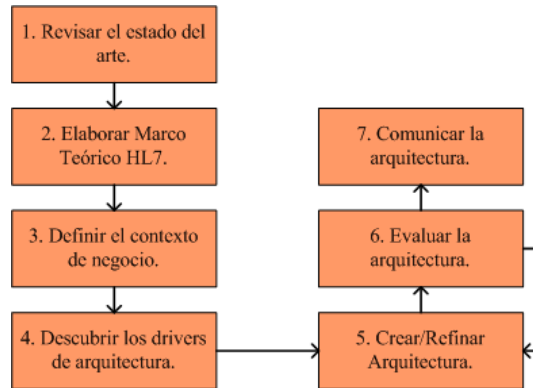 1. Revisar el estado del
arte.
2. Elaborar Marco
Teórico HL7.
3. Definir el contexto
de negocio.
4. Descubrir los drivers
de arquitectura.
5. Crear/Refinar
Arquitectura.
6. Evaluar la
arquitectura.
7. Comunicar la
arquitectura.